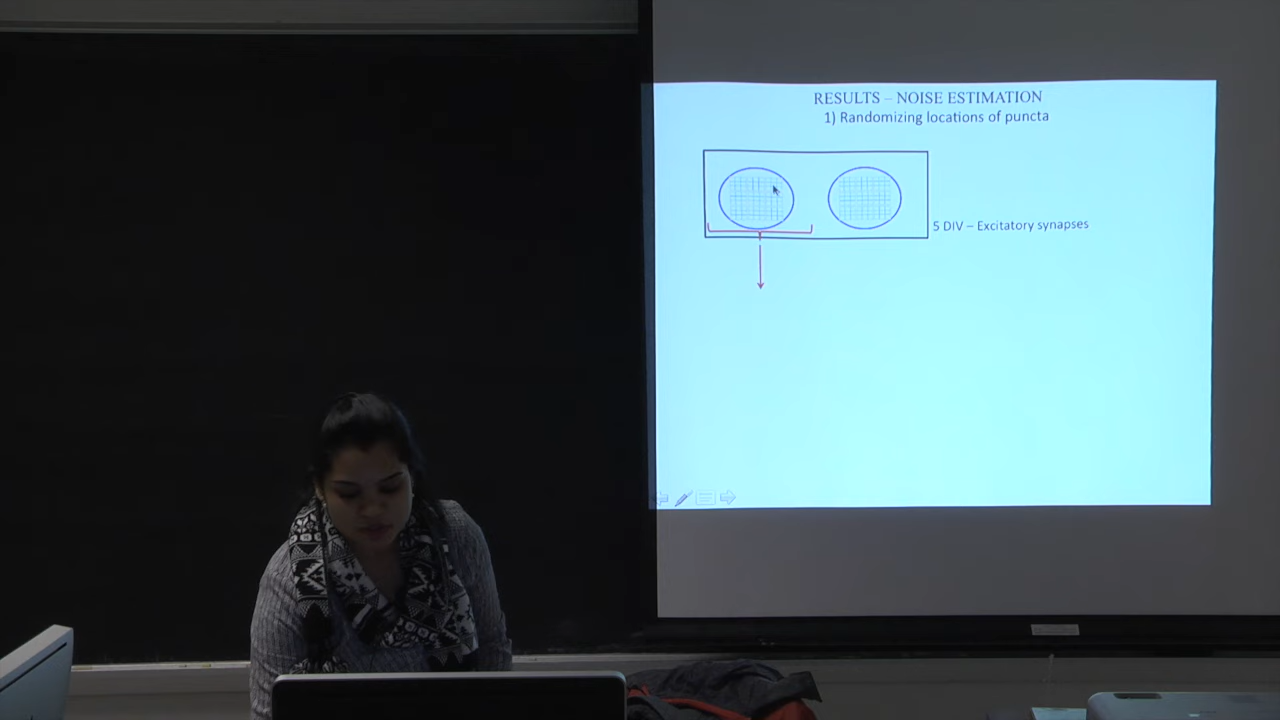 RESULTS – NOISE ESTIMATION
1) Randomizing locations of puncta
5 DIV – Excitatory synapses